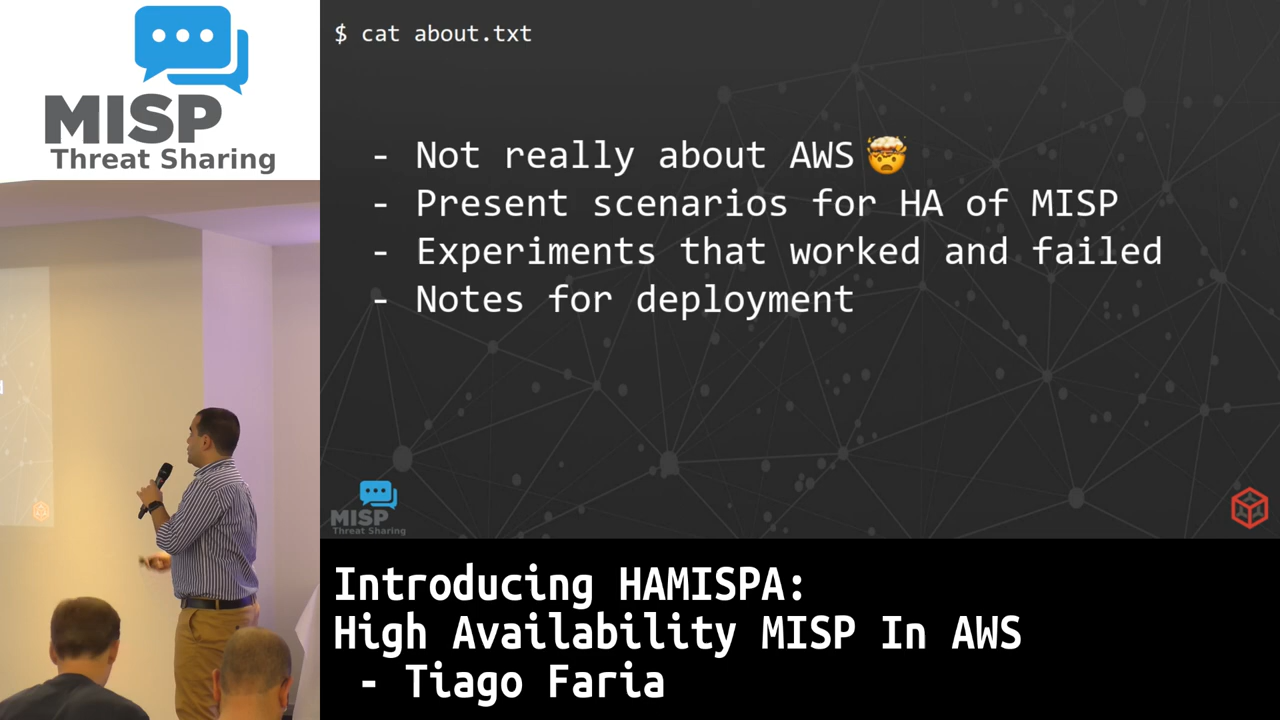 MISP
Threat Sharing
$ cat about.txt
- Not really about AWS 🤯
- Present scenarios for HA of MISP
- Experiments that worked and failed
- Notes for deployment
MISP
Threat Sharing
Introducing HAMISPA:
High Availability MISP In AWS
- Tiago Faria